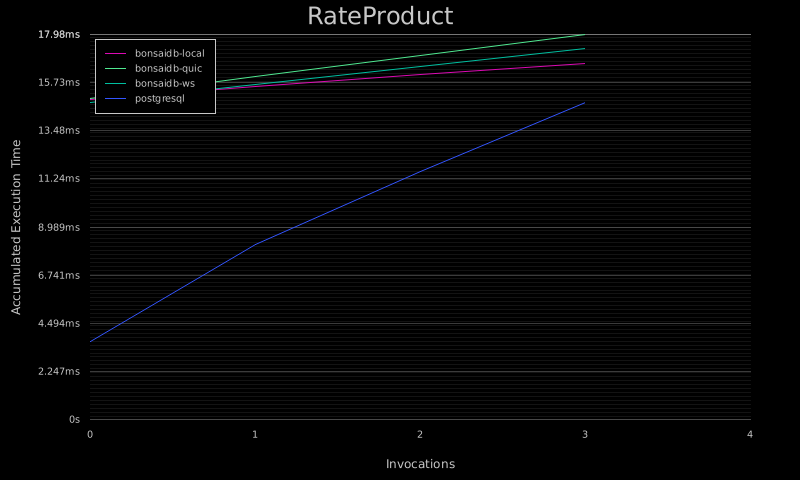 RateProduct
17.98ms
15.73ms
13.48ms
11.24ms
8.989ms
6.741ms
4.494ms
2.247ms
0s
bonsaidb-local
bonsaidb-quic
bonsaidb-ws
postgresql
Accumulated Execution Time
0 1 2 3 4
Invocations